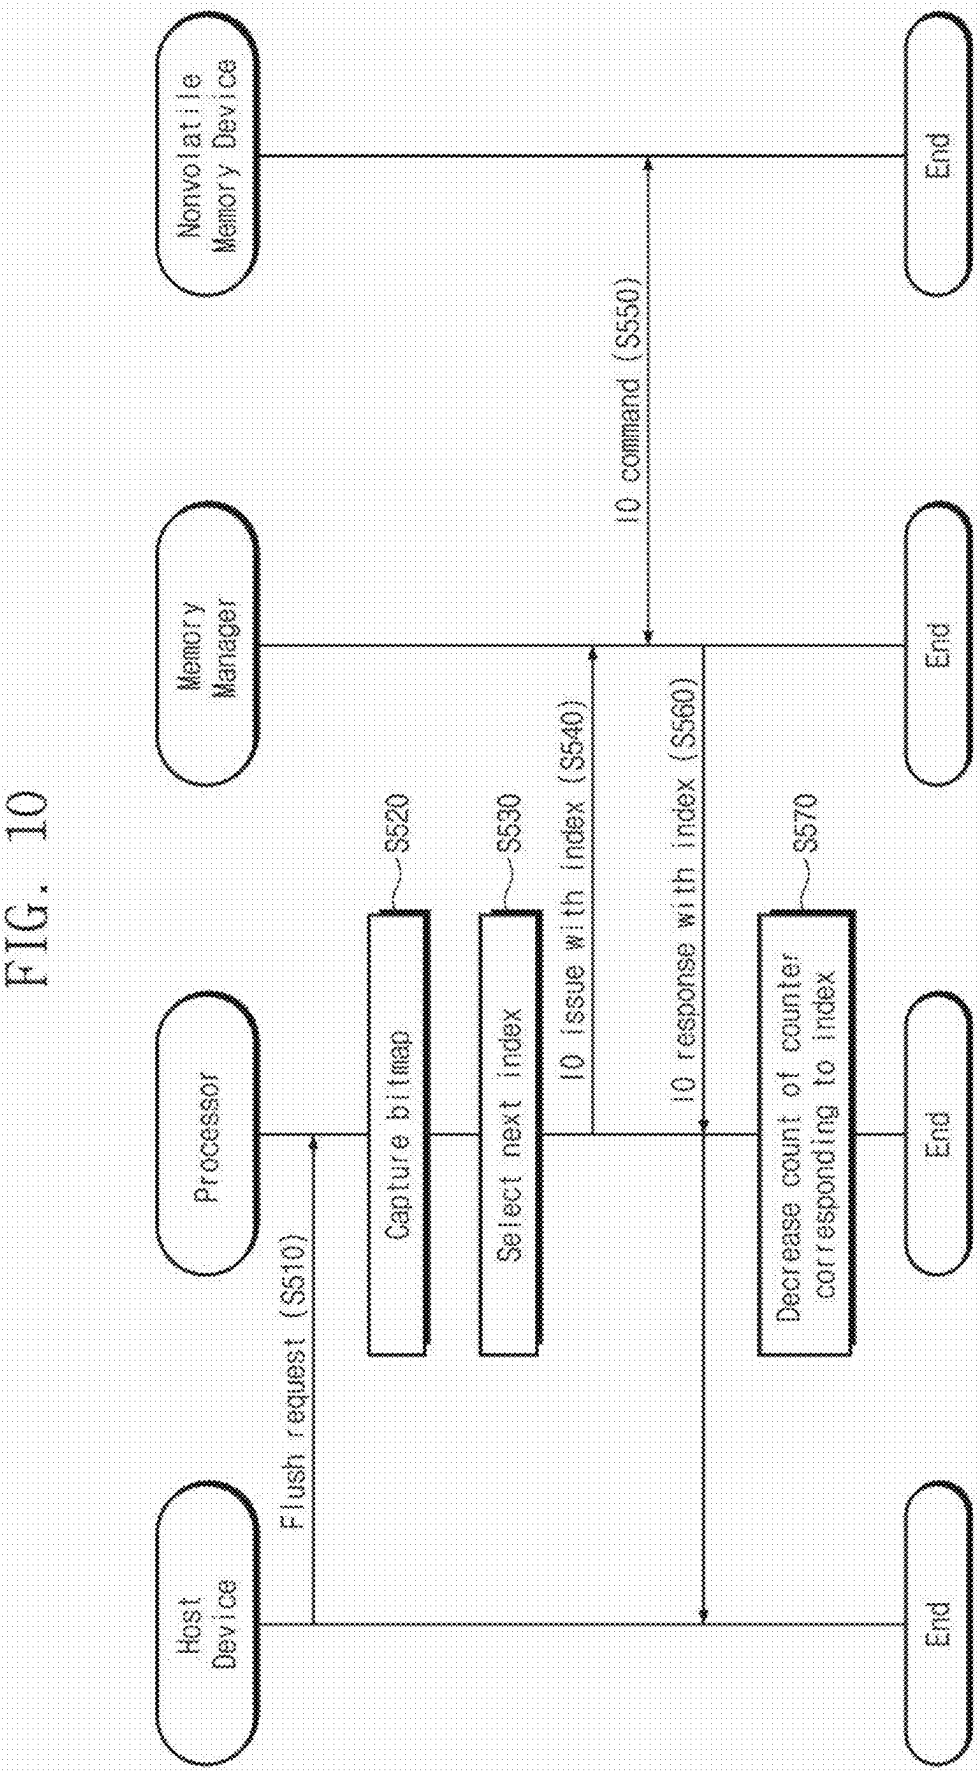 FIG. 10
Host
Device
Processor
Memory
Manager
Nonvolatile
Memory Device
Flush request (S510)
Capture bitmap
S520
Select next index
S530
IO issue with index (S540)
IO command (S550)
IO response with index (S560)
Decrease count of counter
corresponding to index
S570
End
End
End
End